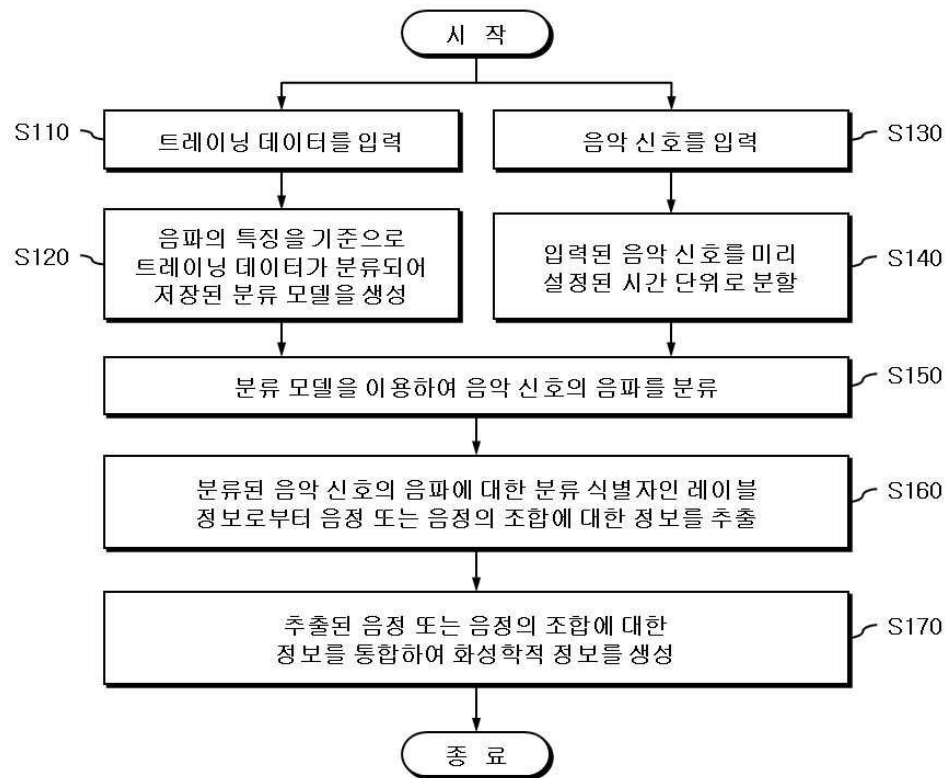 시 작
S110
트레이닝 데이터를 입력
음악 신호를 입력
S130
S120
음파의 특징을 기준으로
트레이닝 데이터가 분류되어
저장된 분류 모델을 생성
입력된 음악 신호를 미리
설정된 시간 단위로 분할
S140
분류 모델을 이용하여 음악 신호의 음파를 분류
S150
분류된 음악 신호의 음파에 대한 분류 식별자인 레이블
정보로부터 음정 또는 음정의 조합에 대한 정보를 추출
S160
추출된 음정 또는 음정의 조합에 대한
정보를 통합하여 화성학적 정보를 생성
S170
종 료